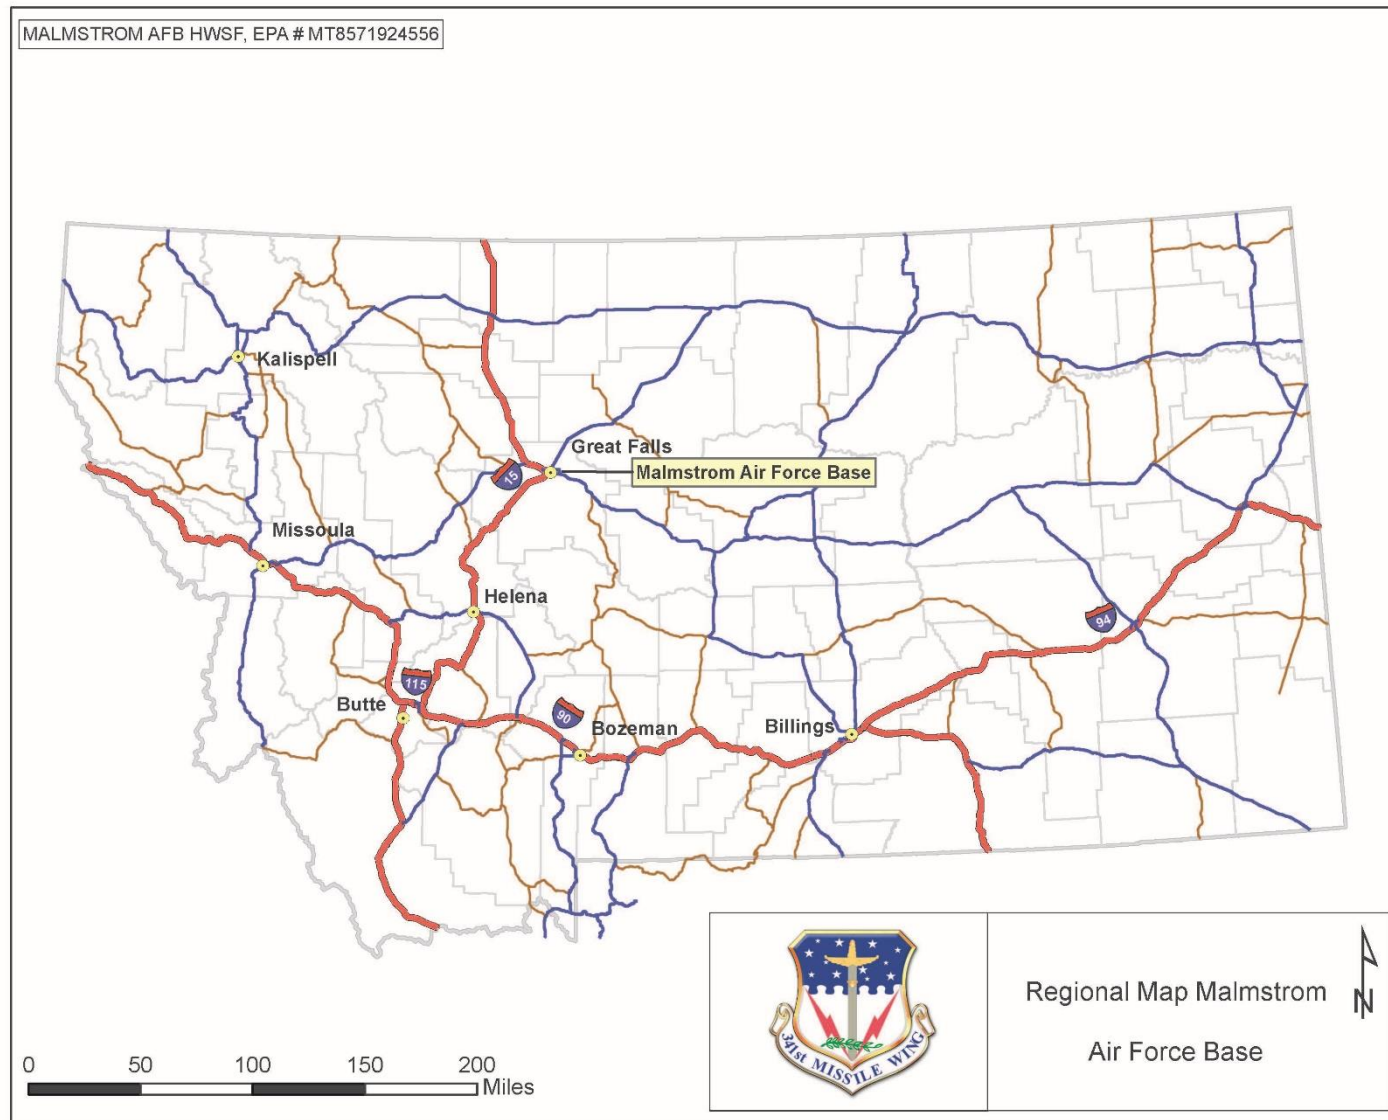 MALMSTROM AFB HWSF, EPA # MT8571924556
Kalispell
Great Falls
Malmstrom Air Force Base
15
Missoula
Helena
94
115
Butte
90
Bozeman
Billings
0 50 100 150 200
Miles
341st MISSILE WING
Regional Map Malmstrom
Air Force Base
N